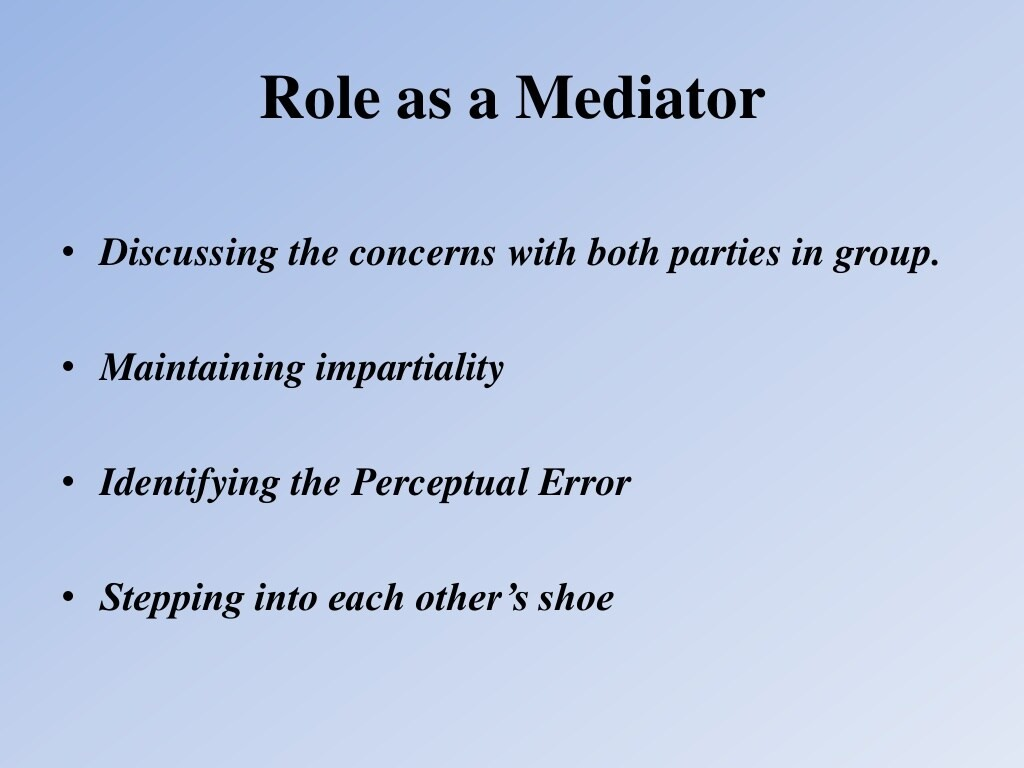 Role as a Mediator
• Discussing the concerns with both parties in group.
• Maintaining impartiality
• Identifying the Perceptual Error
• Stepping into each other’s shoe